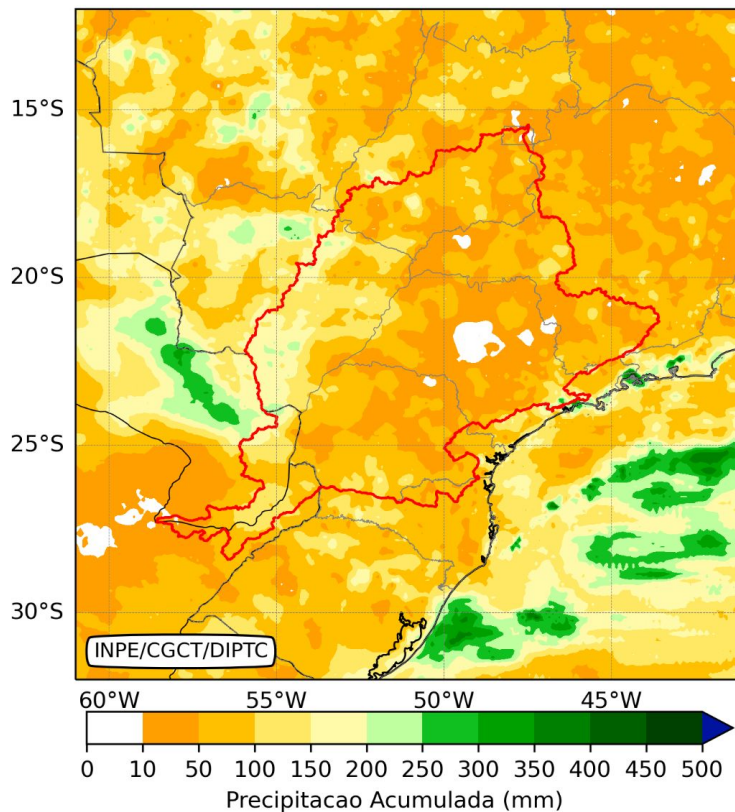 15°S
20°S
25°S
30°S
INPE/CGCT/DIPTC
60°W 55°W 50°W 45°W
0 10 50 100 150 200 250 300 350 400 450 500
Precipitacao Acumulada (mm)